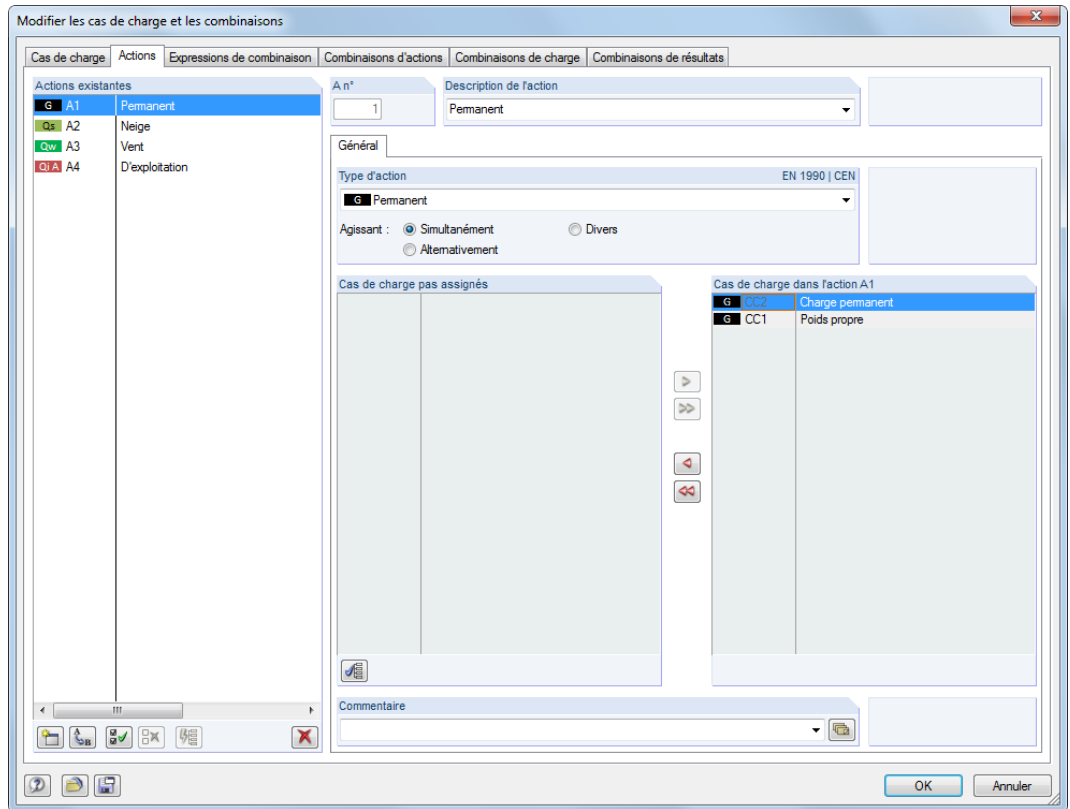 Modifier les cas de charge et les combinaisons
Cas de charge Actions Expressions de combinaison Combinaisons d'actions Combinaisons de charge Combinaisons de résultats
Actions existantes
G A1 Permanent
Qs A2 Neige
Qw A3 Vent
Qi A A4 D'exploitation
A n°
1
Description de l'action
Permanent
Général
Type d'action EN 1990 | CEN
G Permanent
Agissant : Simultanément Divers
Alternativement
Cas de charge pas assignés
Cas de charge dans l'action A1
G CC2 Charge permanent
G CC1 Poids propre
Commentaire
OK Annuler